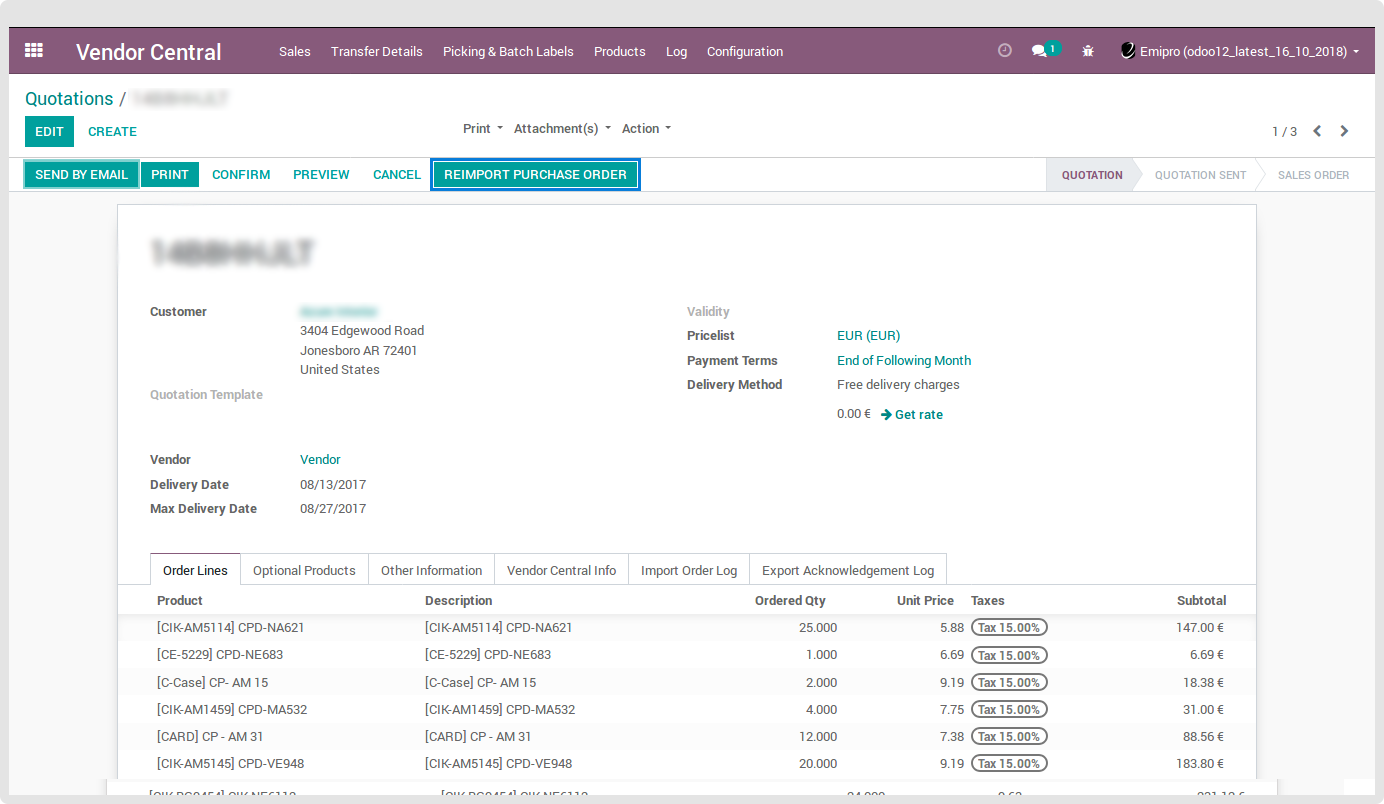 Vendor Central Sales Transfer Details Picking & Batch Labels Products Log Configuration 1 Emipro (odoo12_latest_16_10_2018)
Quotations /
EDIT CREATE Print Attachment(s) Action 1 / 3
SEND BY EMAIL PRINT CONFIRM PREVIEW CANCEL REIMPORT PURCHASE ORDER QUOTATION QUOTATION SENT SALES ORDER
Customer
3404 Edgewood Road
Jonesboro AR 72401
United States
Quotation Template
Validity
Pricelist EUR (EUR)
Payment Terms End of Following Month
Delivery Method Free delivery charges
0.00 € Get rate
Vendor Vendor
Delivery Date 08/13/2017
Max Delivery Date 08/27/2017
Order Lines Optional Products Other Information Vendor Central Info Import Order Log Export Acknowledgement Log
Product Description Ordered Qty Unit Price Taxes Subtotal
[CIK-AM5114] CPD-NA621 [CIK-AM5114] CPD-NA621 25.000 5.88 Tax 15.00% 147.00 €
[CE-5229] CPD-NE683 [CE-5229] CPD-NE683 1.000 6.69 Tax 15.00% 6.69 €
[C-Case] CP- AM 15 [C-Case] CP- AM 15 2.000 9.19 Tax 15.00% 18.38 €
[CIK-AM1459] CPD-MA532 [CIK-AM1459] CPD-MA532 4.000 7.75 Tax 15.00% 31.00 €
[CARD] CP - AM 31 [CARD] CP - AM 31 12.000 7.38 Tax 15.00% 88.56 €
[CIK-AM5145] CPD-VE948 [CIK-AM5145] CPD-VE948 20.000 9.19 Tax 15.00% 183.80 €